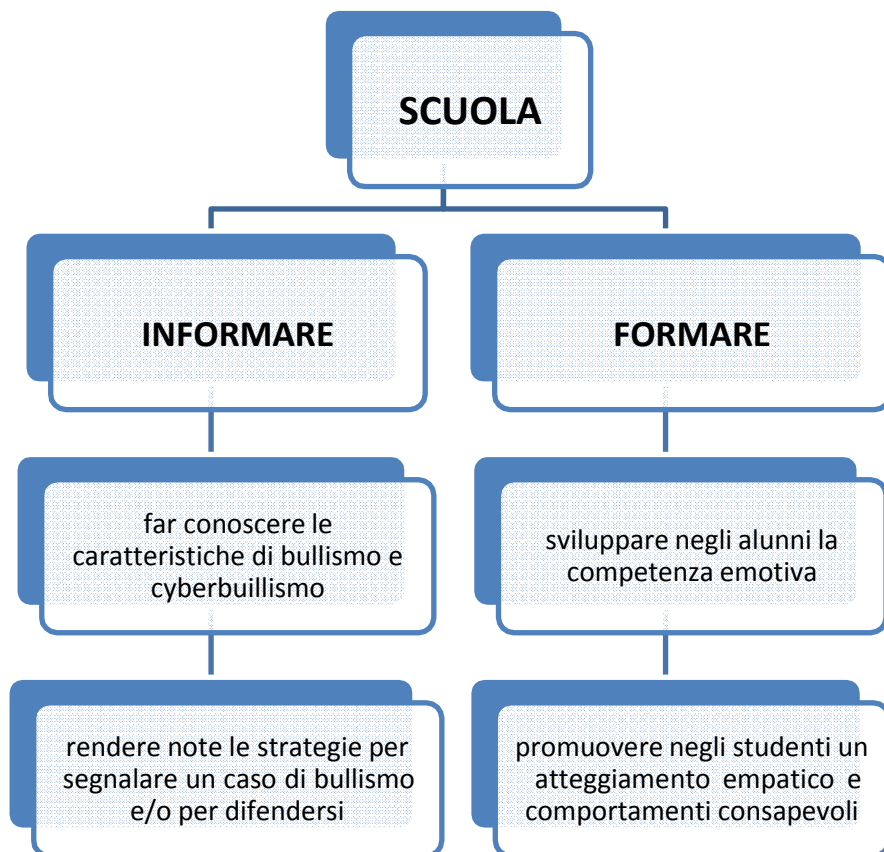 SCUOLA
INFORMARE
FORMARE
far conoscere le
caratteristiche di bullismo e
cyberbuillismo
sviluppare negli alunni la
competenza emotiva
rendere note le strategie per
segnalare un caso di bullismo
e/o per difendersi
promuovere negli studenti un
atteggiamento empatico e
comportamenti consapevoli